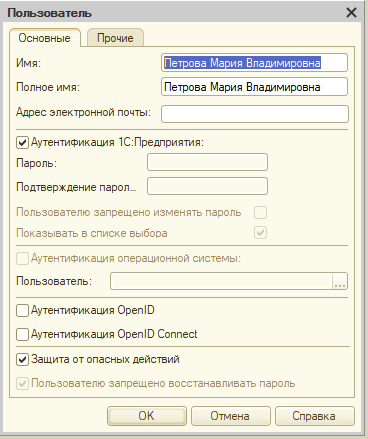 Пользователь
Основные Прочие
Имя: Петрова Мария Владимировна
Полное имя: Петрова Мария Владимировна
Адрес электронной почты:
Аутентификация 1С:Предприятия:
Пароль:
Подтверждение парол...
Пользователю запрещено изменять пароль
Показывать в списке выбора
Аутентификация операционной системы:
Пользователь: ...
Аутентификация OpenID
Аутентификация OpenID Connect
Защита от опасных действий
Пользователю запрещено восстанавливать пароль
OK Отмена Справка